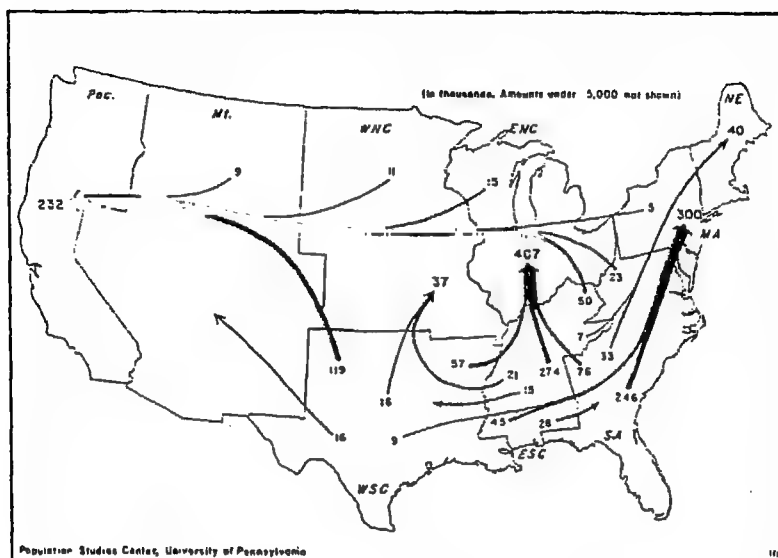 (In thousands. Amounts under 5,000 not shown)
Pac.
Mt.
WNC
ENC
NE
40
9
11
15
5
232
300
MA
407
23
37
50
7
57
119
21
274
76
33
16
15
246
45
28
16
9
SA
ESC
WSC
Population Studies Center, University of Pennsylvania